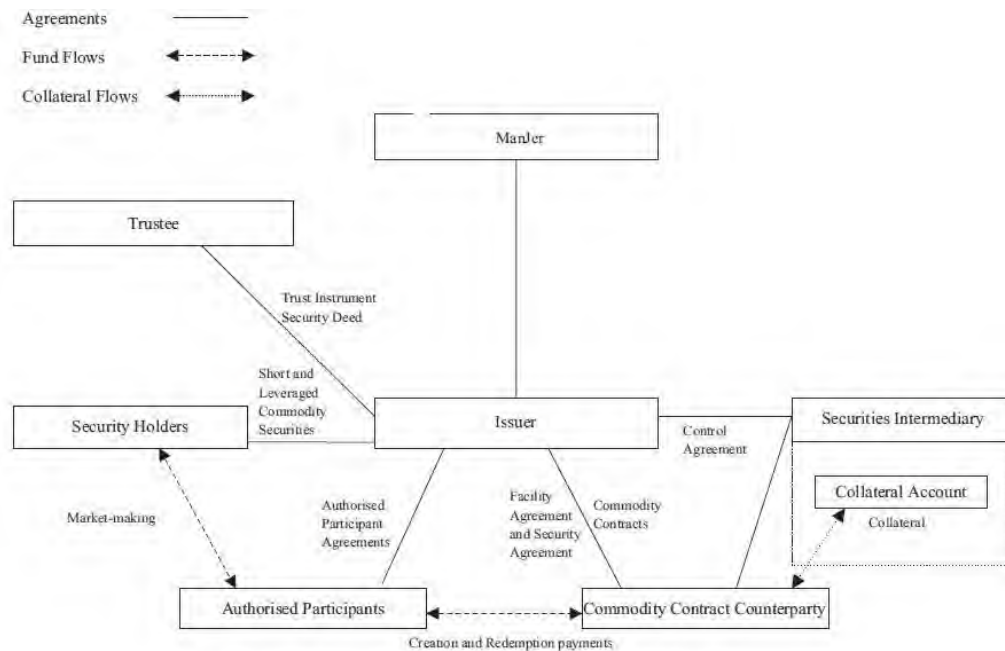 Agreements
Fund Flows
Collateral Flows
ManJer
Trustee
Trust Instrument
Security Deed
Short and
Leveraged
Commodity
Securities
Security Holders
Issuer
Securities Intermediary
Control
Agreement
Collateral Account
Collateral
Market-making
Authorised
Participant
Agreements
Facility
Agreement
and Security
Agreement
Commodity
Contracts
Authorised Participants
Commodity Contract Counterparty
Creation and Redemption payments